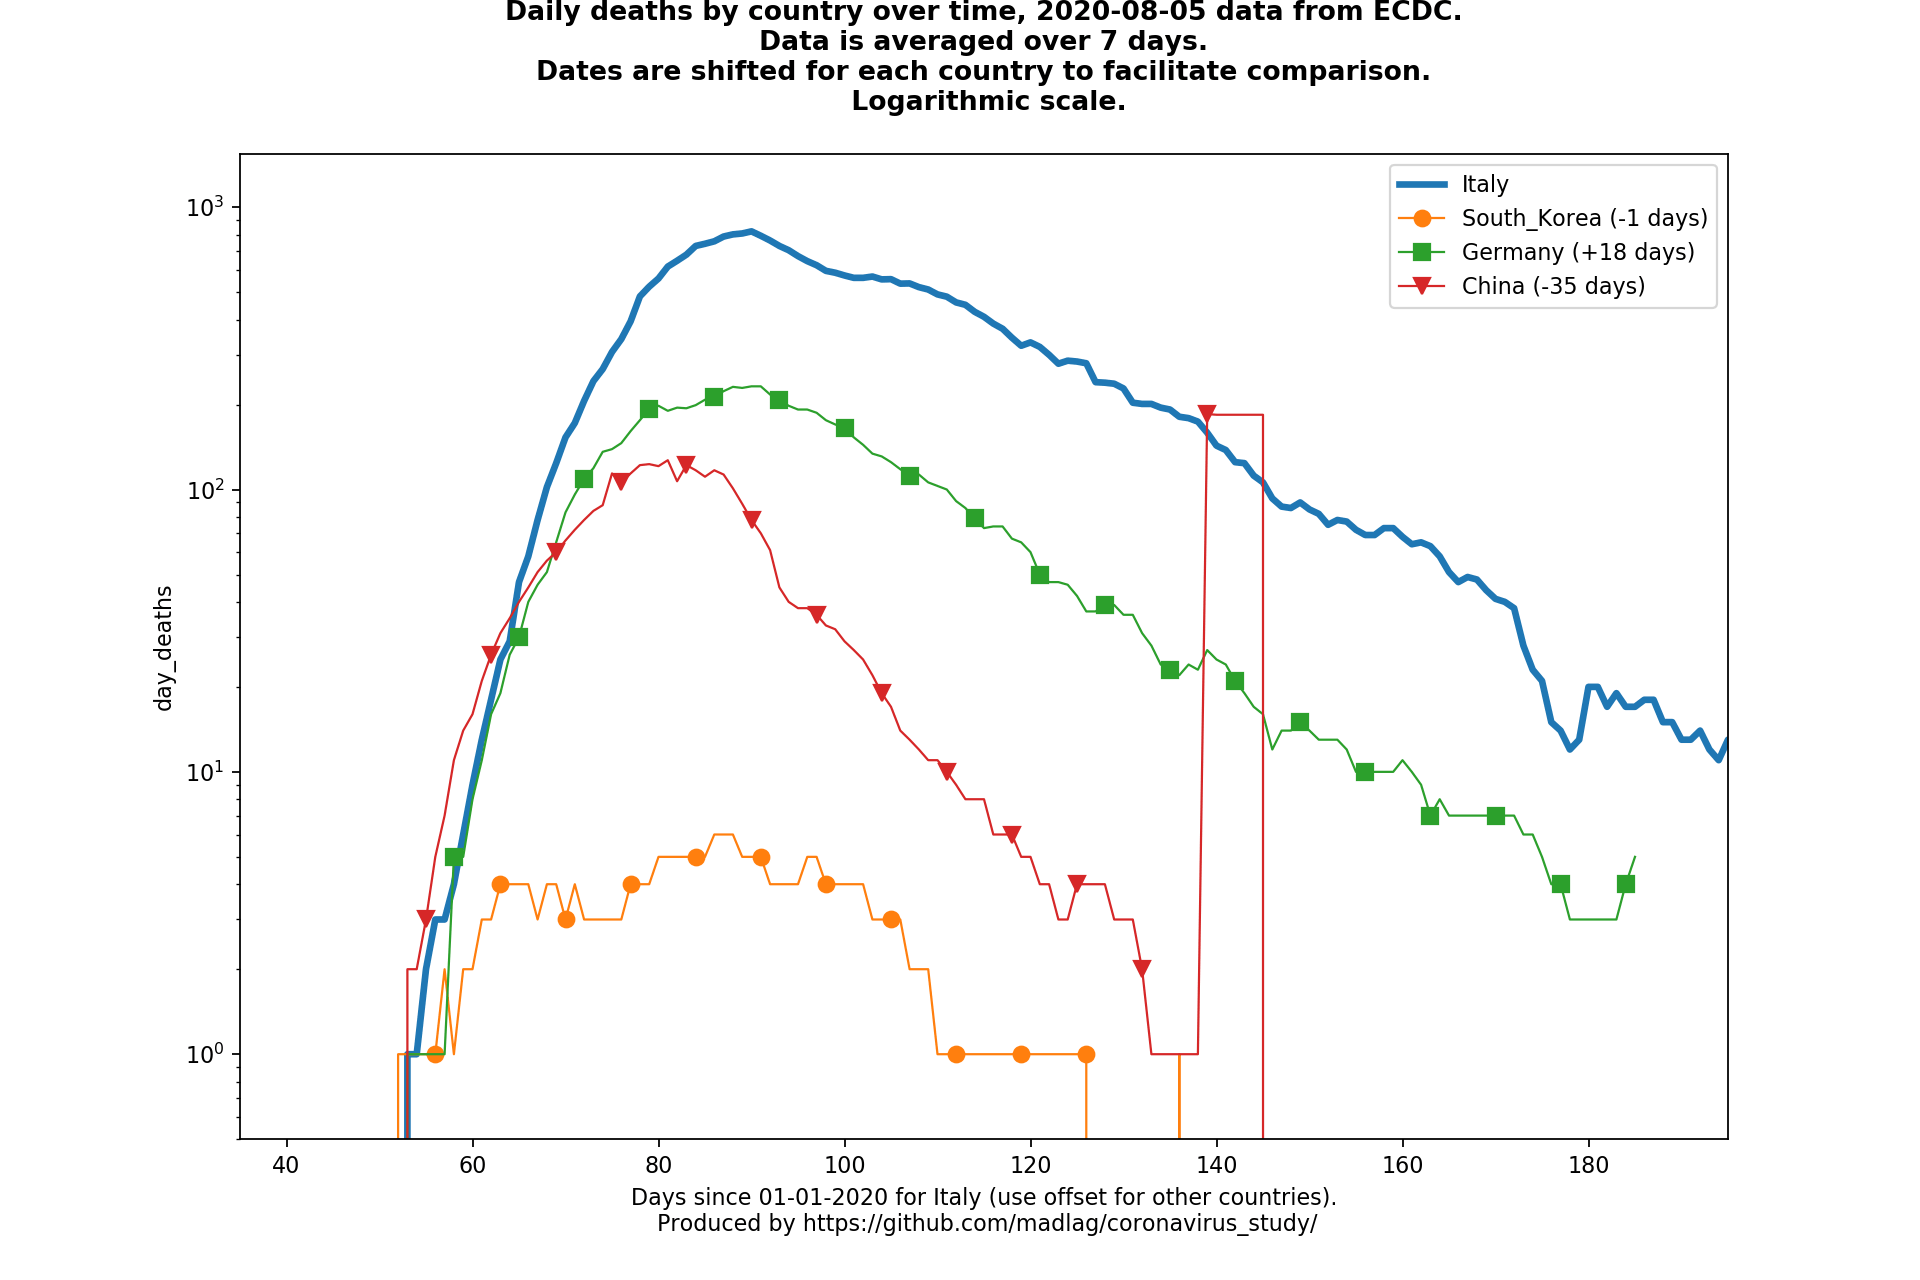 Daily deaths by country over time, 2020-08-05 data from ECDC.
Data is averaged over 7 days.
Dates are shifted for each country to facilitate comparison.
Logarithmic scale.
Italy
South_Korea (-1 days)
Germany (+18 days)
China (-35 days)
10³
10²
10¹
10⁰
day_deaths
40 60 80 100 120 140 160 180
Days since 01-01-2020 for Italy (use offset for other countries).
Produced by https://github.com/madlag/coronavirus_study/